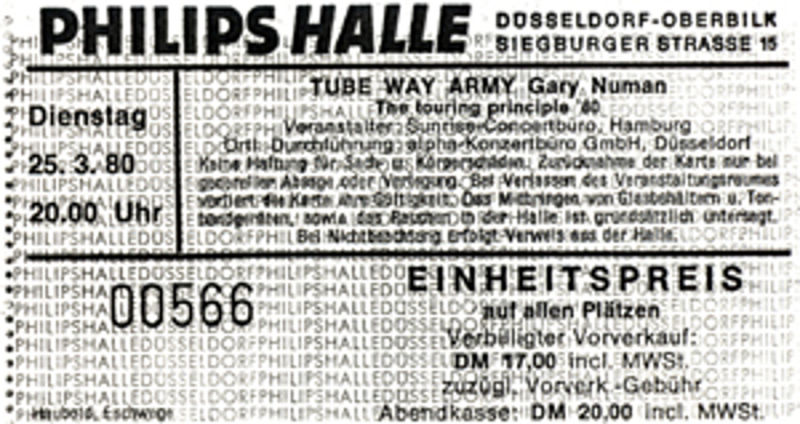 PHILIPS HALLE
DÜSSELDORF-OBERBILK
SIEGBURGER STRASSE 15
Dienstag
25. 3. 80
20.00 Uhr
TUBE WAY ARMY Gary Numan
The touring principle '80
Veranstalter: Sunrise-Concertbüro, Hamburg
Örtl. Durchführung: alpha-Konzertbüro GmbH, Düsseldorf
Keine Haftung für Sach- u. Körperschäden. Zurücknahme der Karte nur bei
genereller Absage oder Verlegung. Bei Verlassen des Veranstaltungsraumes
verliert die Karte ihre Gültigkeit. Das Mitbringen von Glasbehältern u. Ton-
bandgeräten, sowie das Rauchen in der Halle ist grundsätzlich untersagt.
Bei Nichtbeachtung erfolgt Verweis aus der Halle.
00566
EINHEITSPREIS
auf allen Plätzen
Verbilligter Vorverkauf:
DM 17,00 incl. MWSt.
zuzügl. Vorverk.-Gebühr
Abendkasse: DM 20,00 incl. MWSt.
Haubold, Eschwege